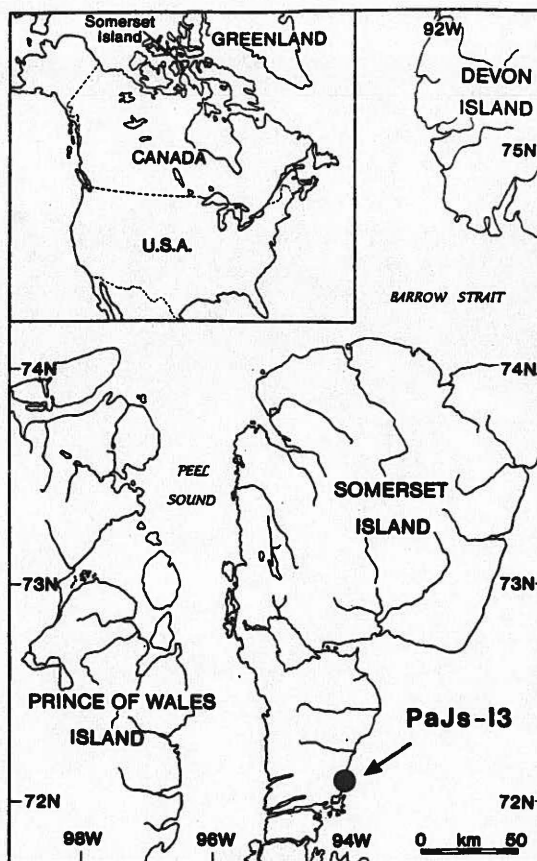 Somerset
Island
GREENLAND
CANADA
U.S.A.
92W
DEVON
ISLAND
75N
BARROW STRAIT
74N
74N
PEEL
SOUND
SOMERSET
ISLAND
73N
73N
PRINCE OF WALES
ISLAND
PaJs-13
72N
72N
98W
96W
94W
0 km 50